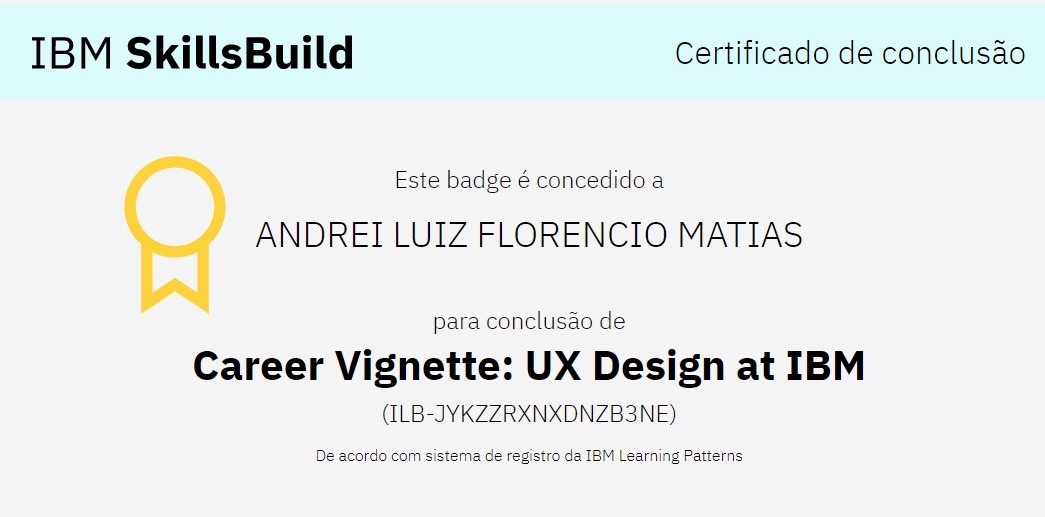 IBM SkillsBuild
Certificado de conclusão
Este badge é concedido a
ANDREI LUIZ FLORENCIO MATIAS
para conclusão de
Career Vignette: UX Design at IBM
(ILB-JYKZZRXNXDNZB3NE)
De acordo com sistema de registro da IBM Learning Patterns